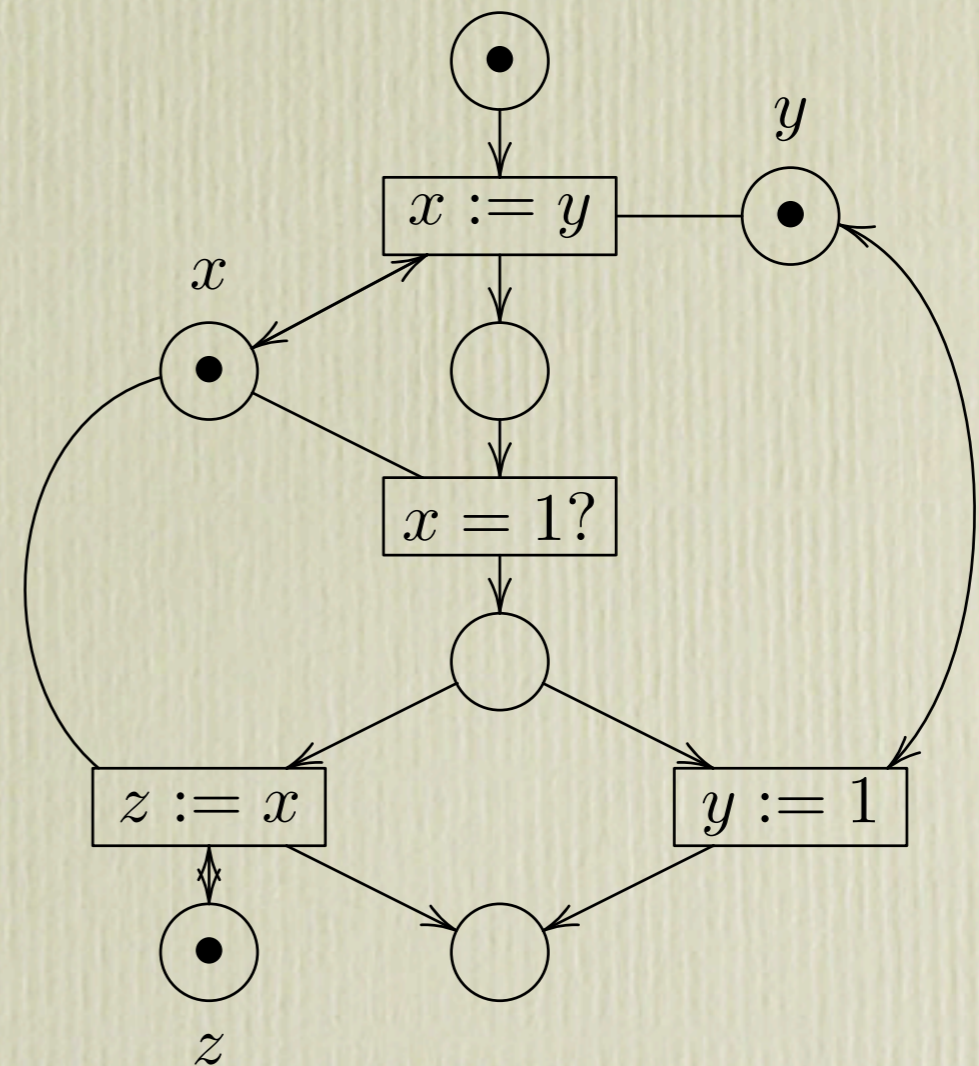 y
x := y
x
x = 1?
z := x
y := 1
z